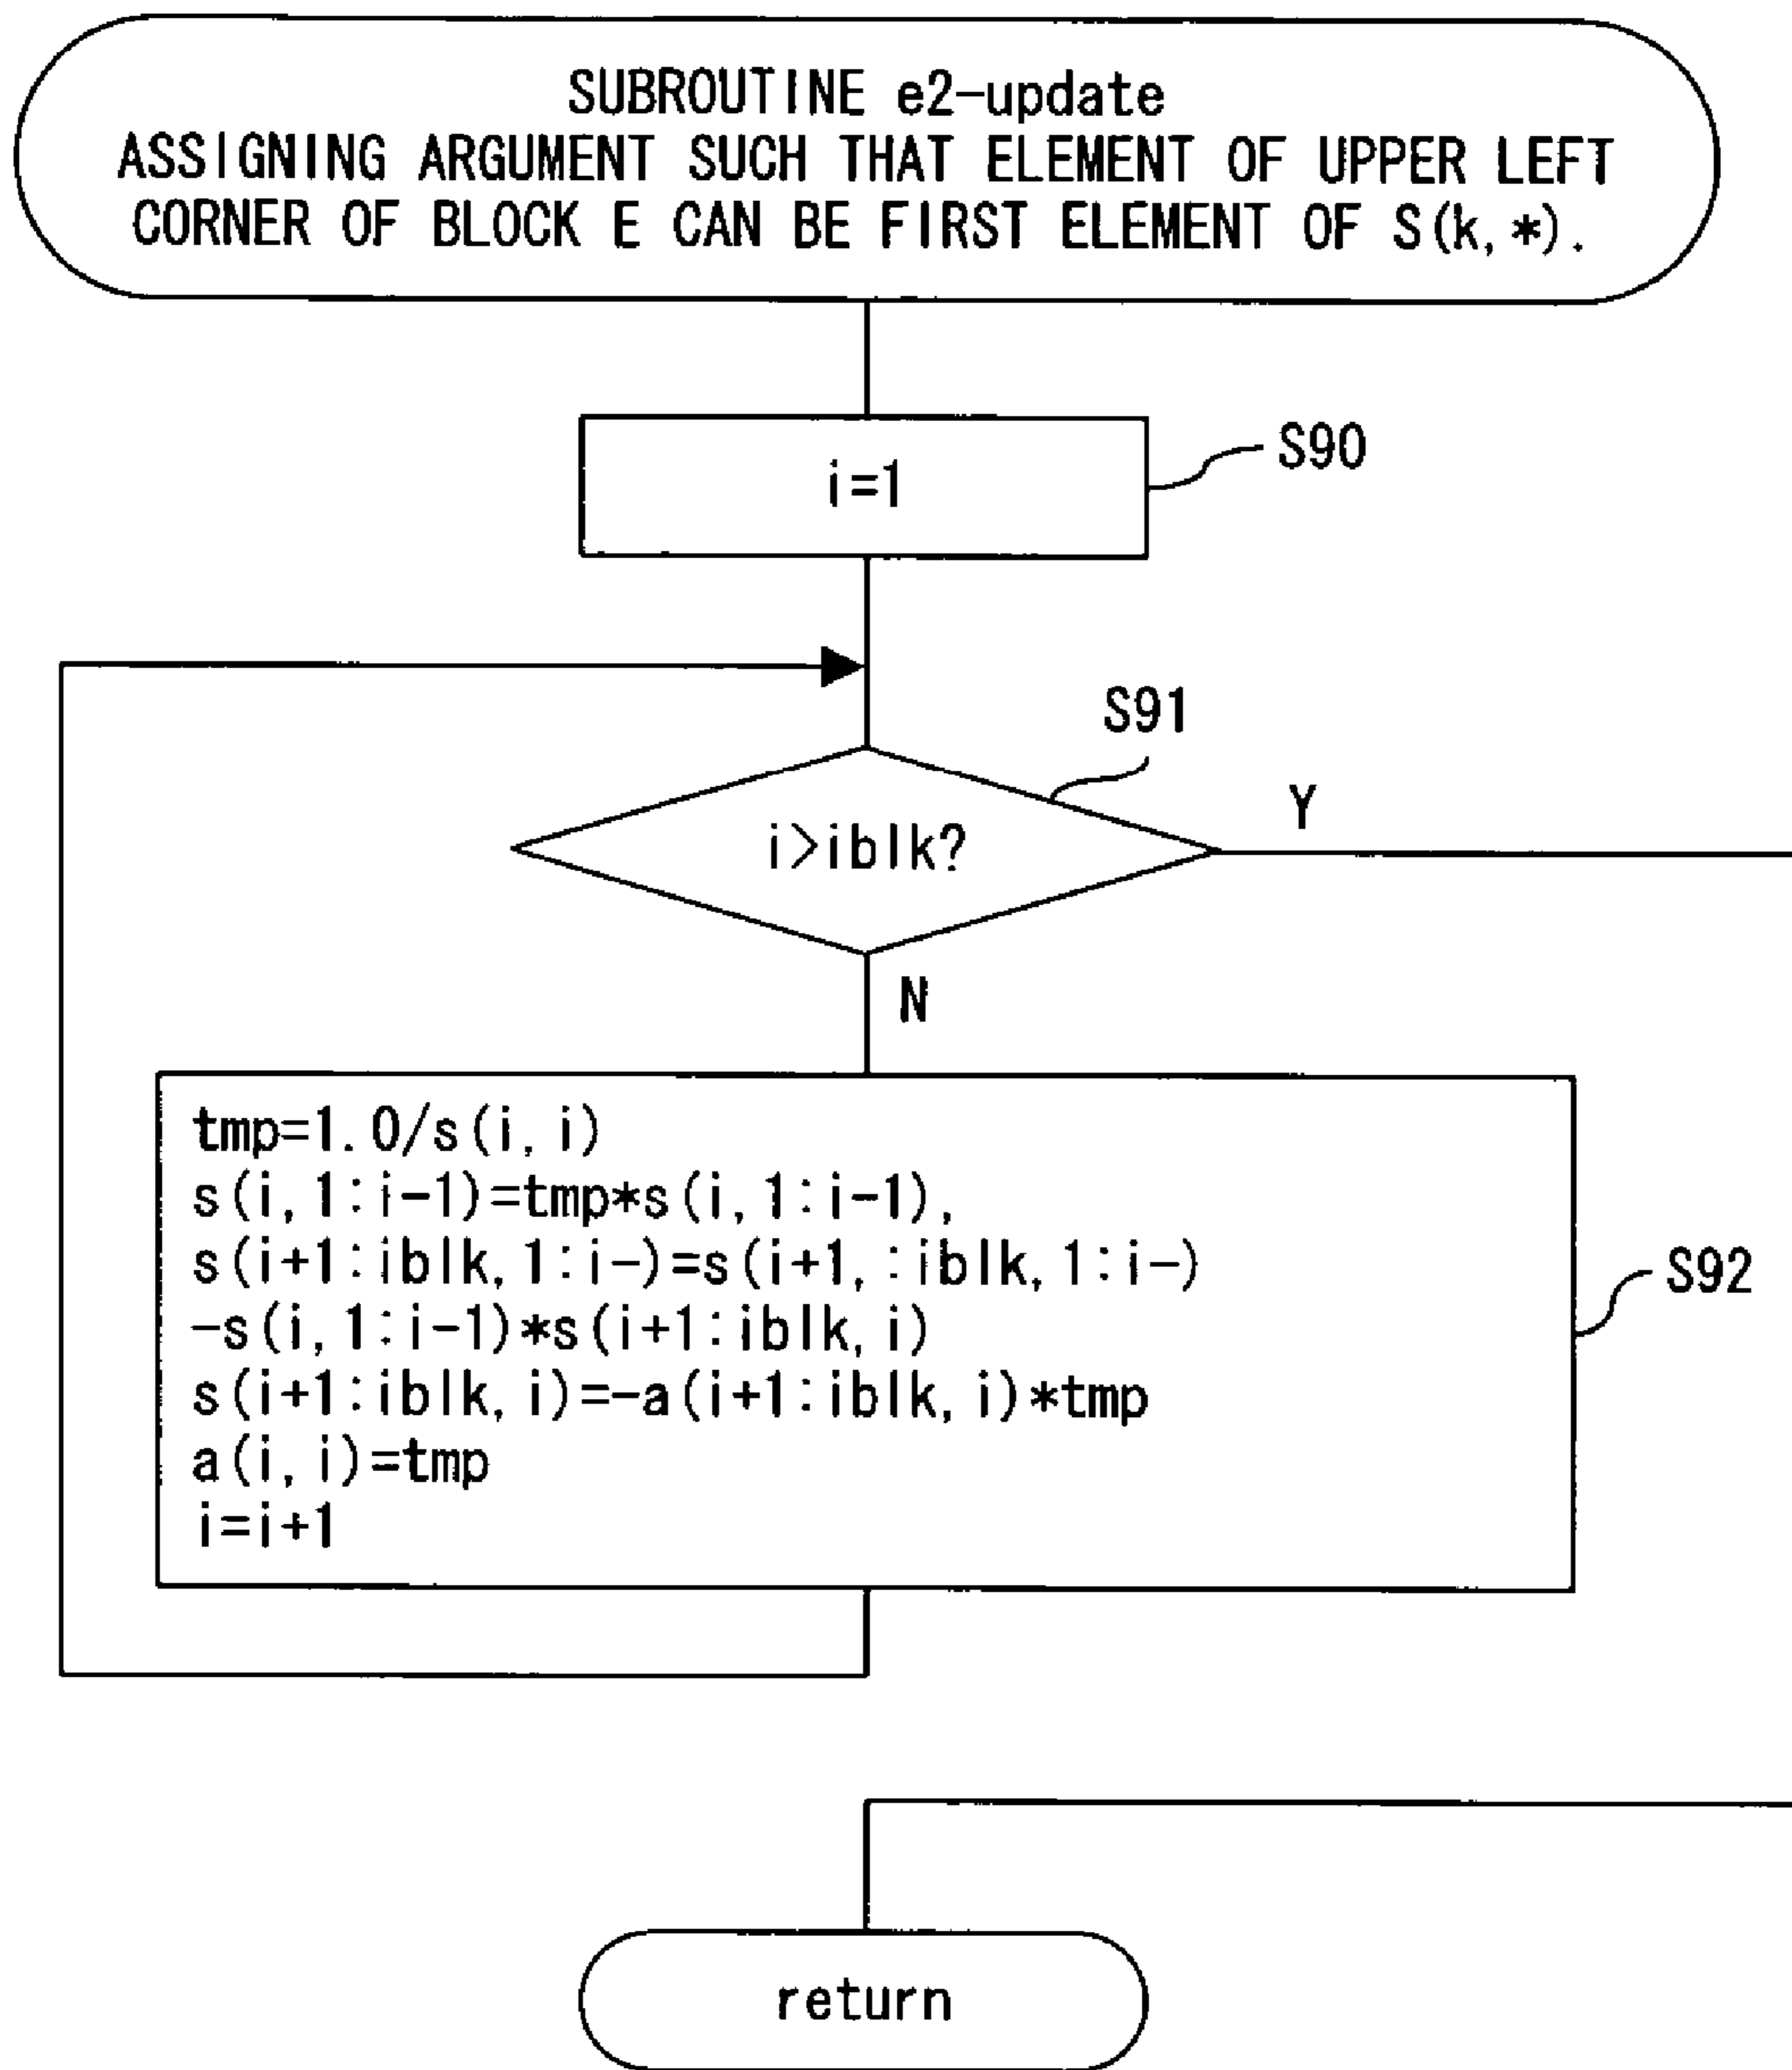 SUBROUTINE e2-update
ASSIGNING ARGUMENT SUCH THAT ELEMENT OF UPPER LEFT
CORNER OF BLOCK E CAN BE FIRST ELEMENT OF S(k,*).
i=1
S90
S91
i>iblk?
Y
N
tmp=1.0/s(i,i)
s(i,1:i-1)=tmp*s(i,1:i-1),
s(i+1:iblk,1:i-)=s(i+1,:iblk,1:i-)
-s(i,1:i-1)*s(i+1:iblk,i)
s(i+1:iblk,i)=-a(i+1:iblk,i)*tmp
a(i,i)=tmp
i=i+1
S92
return